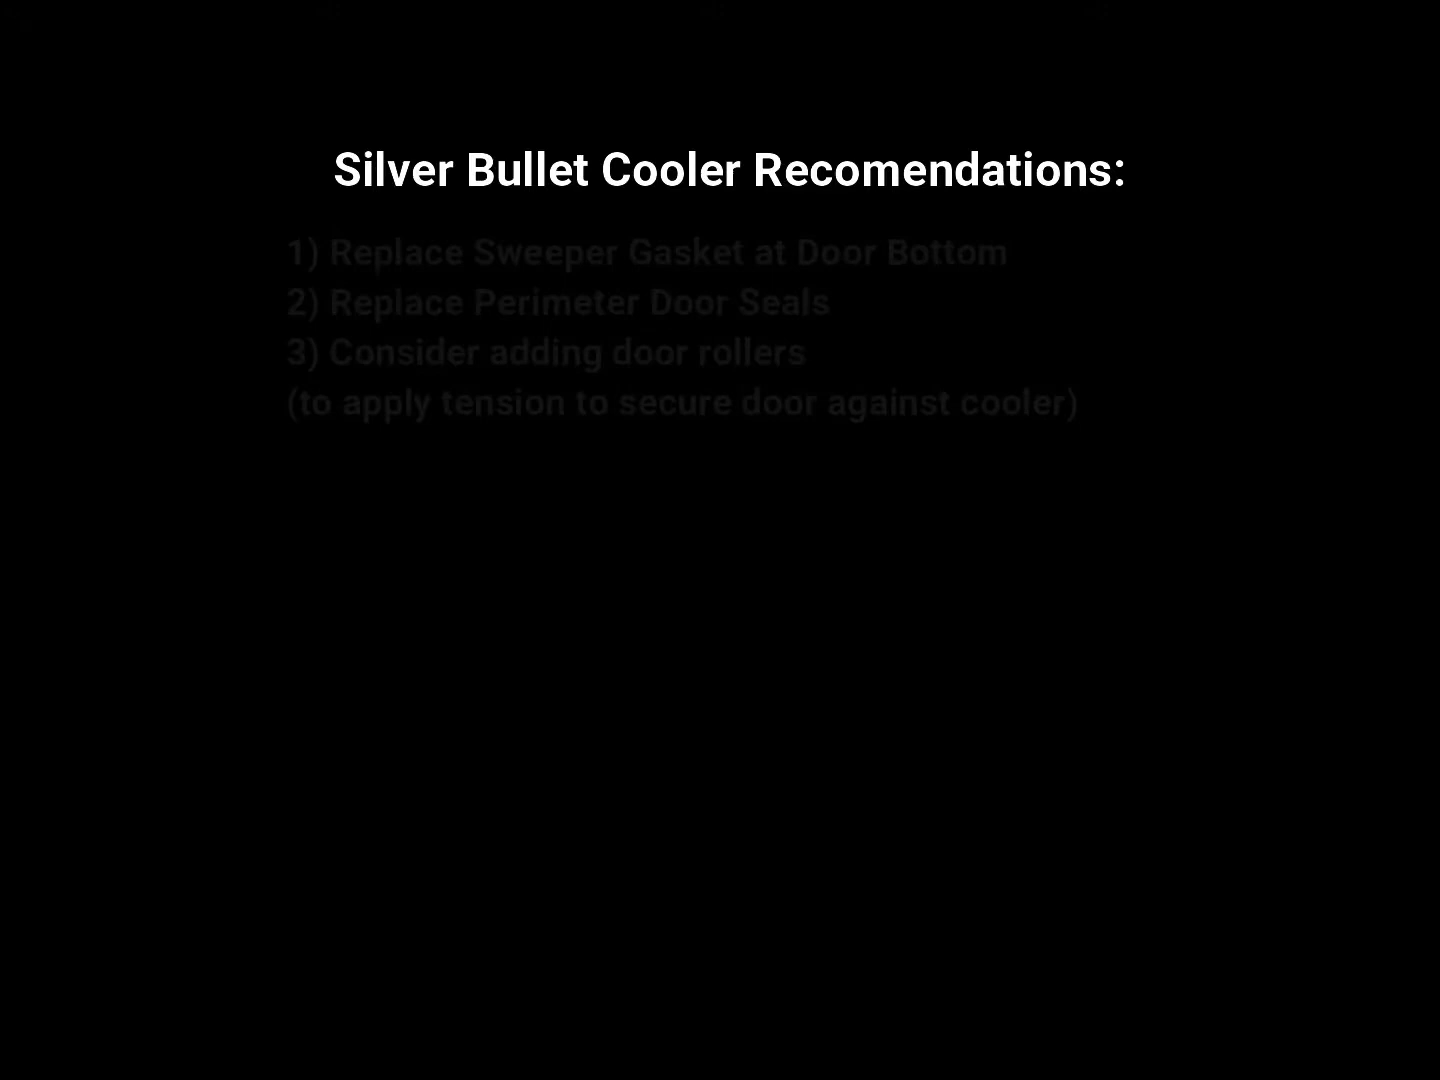 Silver Bullet Cooler Recomendations:
1) Replace Sweeper Gasket at Door Bottom
2) Replace Perimeter Door Seals
3) Consider adding door rollers
(to apply tension to secure door against cooler)